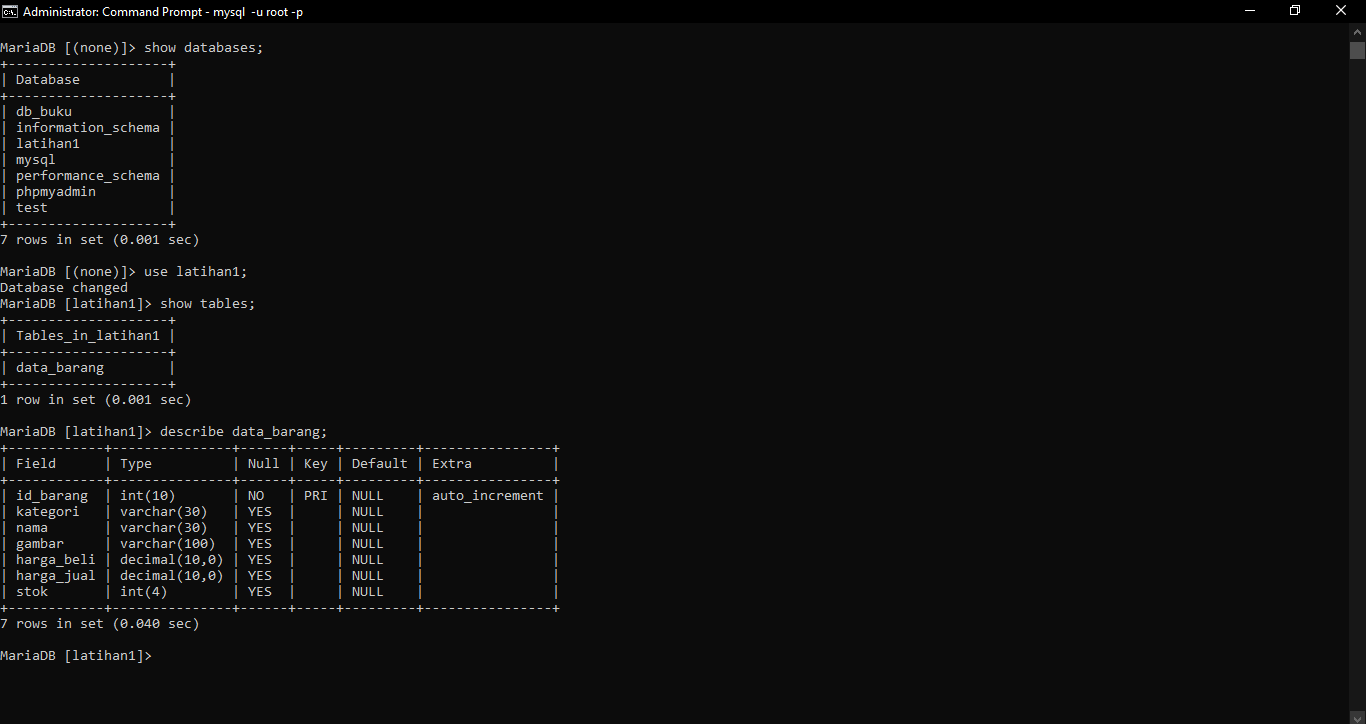 Administrator: Command Prompt - mysql -u root -p
MariaDB [(none)]> show databases;
+--------------------+
| Database           |
+--------------------+
| db_buku            |
| information_schema |
| latihan1           |
| mysql              |
| performance_schema |
| phpmyadmin         |
| test               |
+--------------------+
7 rows in set (0.001 sec)
MariaDB [(none)]> use latihan1;
Database changed
MariaDB [latihan1]> show tables;
+--------------------+
| Tables_in_latihan1 |
+--------------------+
| data_barang        |
+--------------------+
1 row in set (0.001 sec)
MariaDB [latihan1]> describe data_barang;
+------------+---------------+------+-----+---------+----------------+
| Field      | Type          | Null | Key | Default | Extra          |
+------------+---------------+------+-----+---------+----------------+
| id_barang  | int(10)       | NO   | PRI | NULL    | auto_increment |
| kategori   | varchar(30)   | YES  |     | NULL    |                |
| nama       | varchar(30)   | YES  |     | NULL    |                |
| gambar     | varchar(100)  | YES  |     | NULL    |                |
| harga_beli | decimal(10,0) | YES  |     | NULL    |                |
| harga_jual | decimal(10,0) | YES  |     | NULL    |                |
| stok       | int(4)        | YES  |     | NULL    |                |
+------------+---------------+------+-----+---------+----------------+
7 rows in set (0.040 sec)
MariaDB [latihan1]>